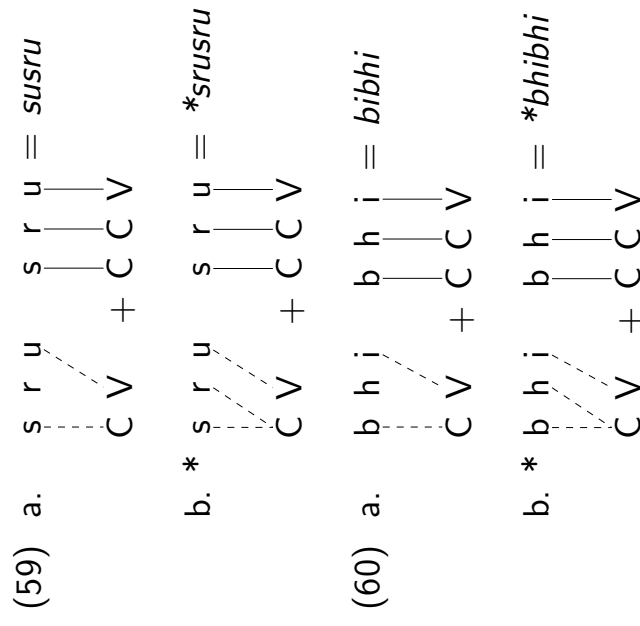 (59) a. s r u s r u = susru
C V + C C V
b. * s r u s r u = *srusru
C V + C C V
(60) a. b h i b h i = bibhi
C V + C C V
b. * b h i b h i = *bhibhi
C V + C C V